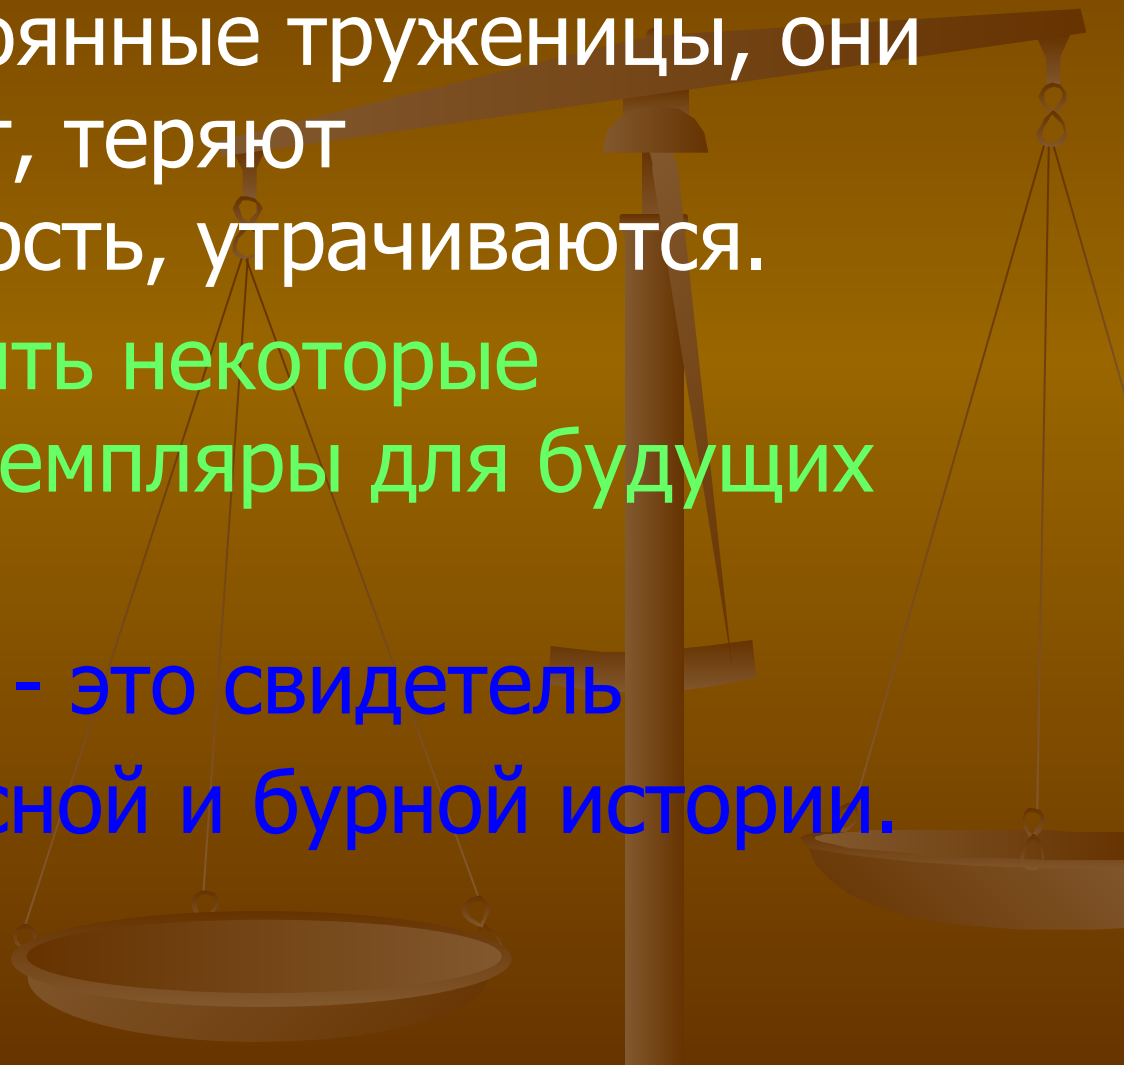 оянные труженицы, они
т, теряют
ость, утрачиваются.
ить некоторые
емпляры для будущих
- это свидетель
сной и бурной истории.